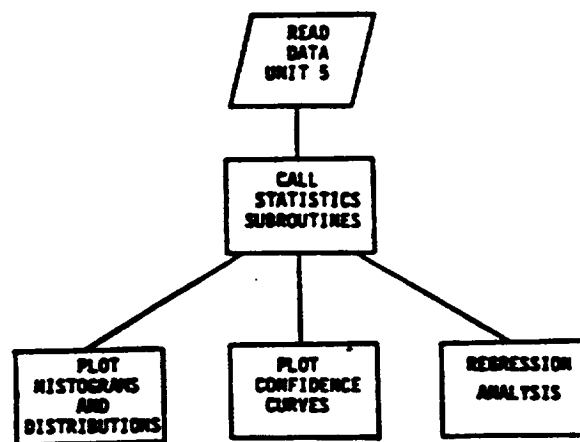 READ
DATA
UNIT 5
CALL
STATISTICS
SUBROUTINES
PLOT
HISTOGRAMS
AND
DISTRIBUTIONS
PLOT
CONFIDENCE
CURVES
REGRESSION
ANALYSIS